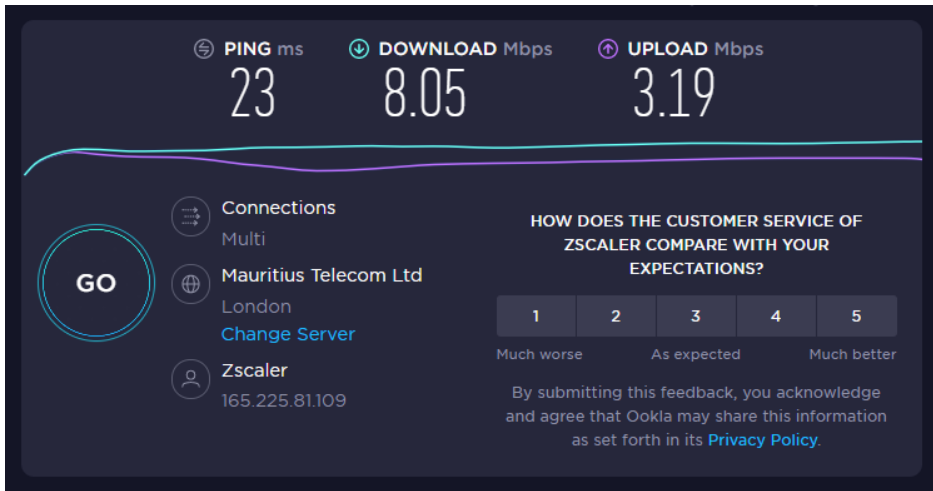 PING ms
23
DOWNLOAD Mbps
8.05
UPLOAD Mbps
3.19
GO
Connections
Multi
Mauritius Telecom Ltd
London
Change Server
Zscaler
165.225.81.109
HOW DOES THE CUSTOMER SERVICE OF
ZSCALER COMPARE WITH YOUR
EXPECTATIONS?
1 2 3 4 5
Much worse As expected Much better
By submitting this feedback, you acknowledge
and agree that Ookla may share this information
as set forth in its Privacy Policy.